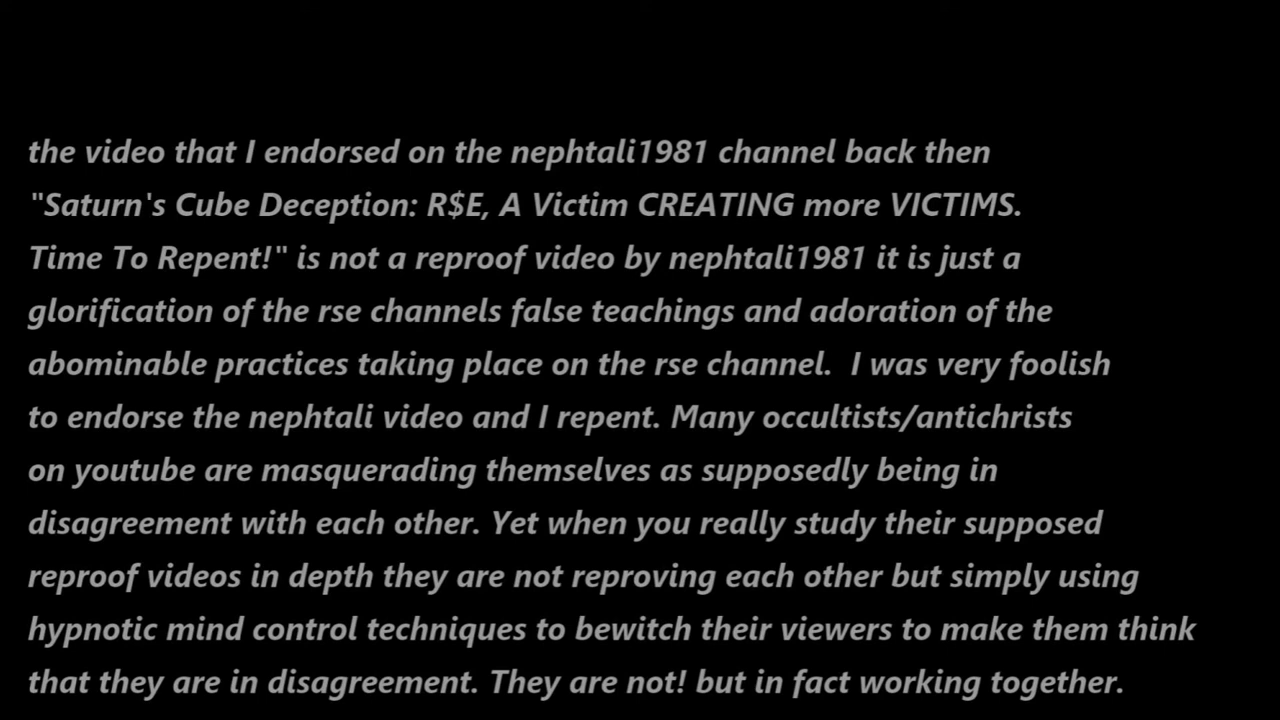 the video that I endorsed on the nephtali1981 channel back then
"Saturn's Cube Deception: R$E, A Victim CREATING more VICTIMS.
Time To Repent!" is not a reproof video by nephtali1981 it is just a
glorification of the rse channels false teachings and adoration of the
abominable practices taking place on the rse channel.  I was very foolish
to endorse the nephtali video and I repent. Many occultists/antichrists
on youtube are masquerading themselves as supposedly being in
disagreement with each other. Yet when you really study their supposed
reproof videos in depth they are not reproving each other but simply using
hypnotic mind control techniques to bewitch their viewers to make them think
that they are in disagreement. They are not! but in fact working together.